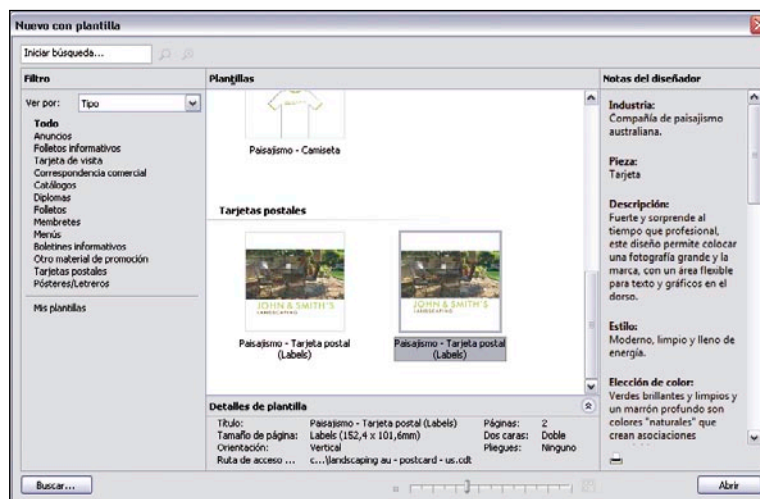 Nuevo con plantilla
Iniciar búsqueda...
Filtro
Ver por: Tipo
Todo
Anuncios
Folletos informativos
Tarjeta de visita
Correspondencia comercial
Catálogos
Diplomas
Folletos
Membretes
Menús
Boletines informativos
Otro material de promoción
Tarjetas postales
Pósteres/Letreros
Mis plantillas
Plantillas
Paisajismo - Camiseta
Tarjetas postales
JOHN & SMITH'S
LANDSCAPING
Paisajismo - Tarjeta postal
(Labels)
JOHN & SMITH'S
LANDSCAPING
Paisajismo - Tarjeta postal
(Labels)
Detalles de plantilla
Título: Paisajismo - Tarjeta postal (Labels) Páginas: 2
Tamaño de página: Labels (152,4 x 101,6mm) Dos caras: Doble
Orientación: Vertical Pliegues: Ninguno
Ruta de acceso ... c...\landscaping au - postcard - us.cdt
Notas del diseñador
Industria:
Compañía de paisajismo
australiana.
Pieza:
Tarjeta
Descripción:
Fuerte y sorprende al
tiempo que profesional,
este diseño permite colocar
una fotografía grande y la
marca, con un área flexible
para texto y gráficos en el
dorso.
Estilo:
Moderno, limpio y lleno de
energía.
Elección de color:
Verdes brillantes y limpios y
un marrón profundo son
colores "naturales" que
crean asociaciones
Buscar...
Abrir